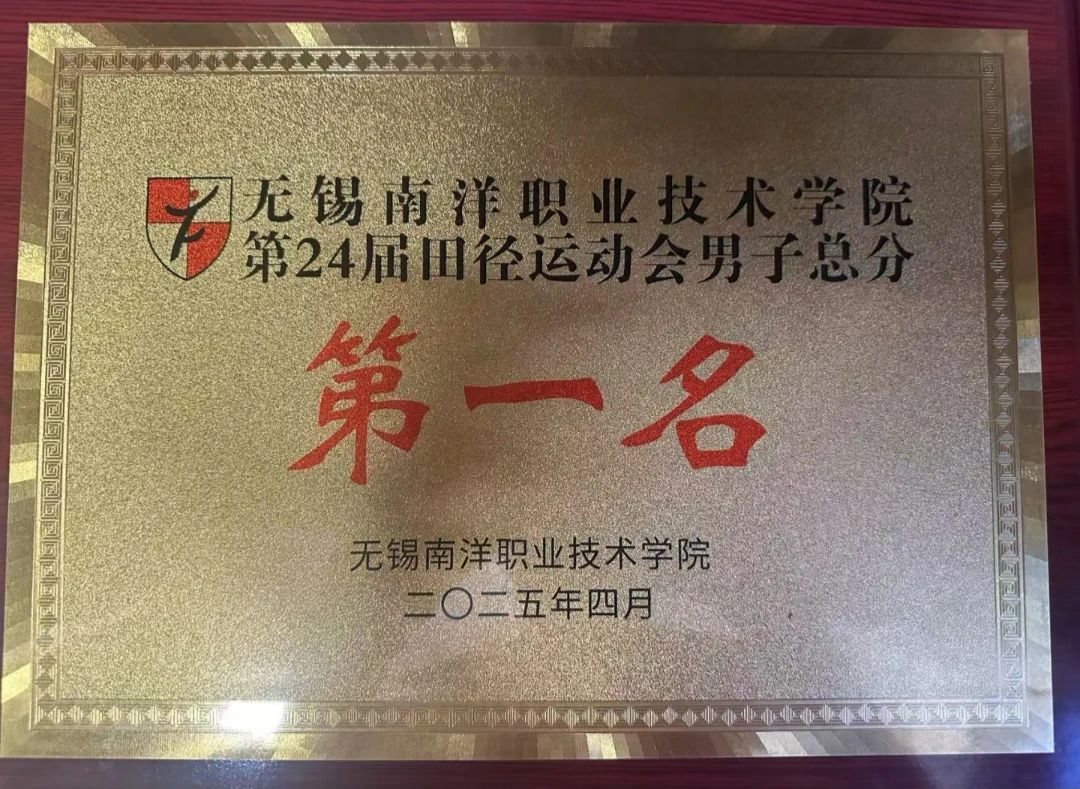 无锡南洋职业技术学院
第24届田径运动会男子总分
第一名
无锡南洋职业技术学院
二〇二五年四月